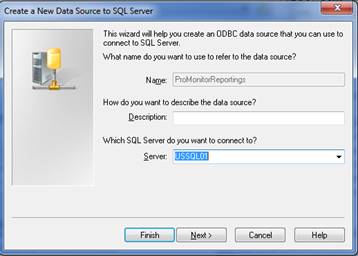 Create a New Data Source to SQL Server
This wizard will help you create an ODBC data source that you can use to
connect to SQL Server.
What name do you want to use to refer to the data source?
Name: ProMonitorReportings
How do you want to describe the data source?
Description:
Which SQL Server do you want to connect to?
Server: USSQL01
Finish Next > Cancel Help